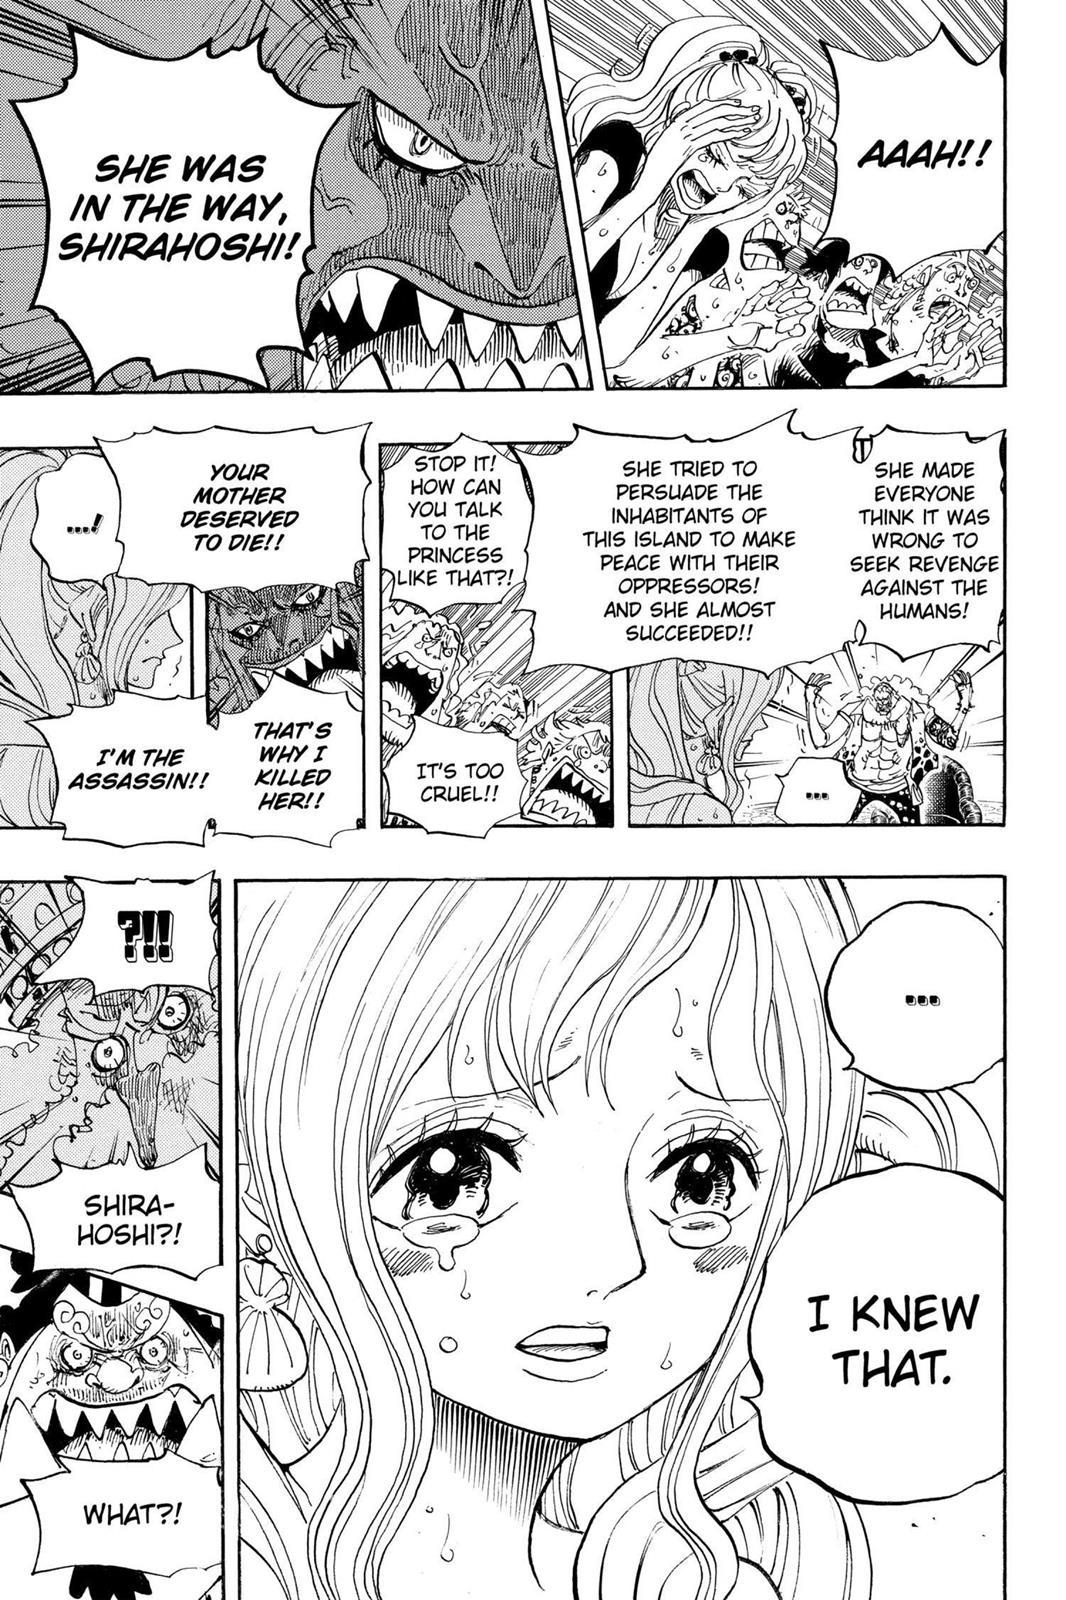 AAAH!!
SHE WAS
IN THE WAY,
SHIRAHOSHI!
SHE MADE
EVERYONE
THINK IT WAS
WRONG TO
SEEK REVENGE
AGAINST THE
HUMANS!
SHE TRIED TO
PERSUADE THE
INHABITANTS OF
THIS ISLAND TO MAKE
PEACE WITH THEIR
OPPRESSORS!
AND SHE ALMOST
SUCCEEDED!!
...
STOP IT!
HOW CAN
YOU TALK
TO THE
PRINCESS
LIKE THAT?!
IT'S TOO
CRUEL!!
YOUR
MOTHER
DESERVED
TO DIE!!
THAT'S
WHY I
KILLED
HER!!
...!
I'M THE
ASSASSIN!!
...
I KNEW
THAT.
?!!
SHIRA-
HOSHI?!
WHAT?!